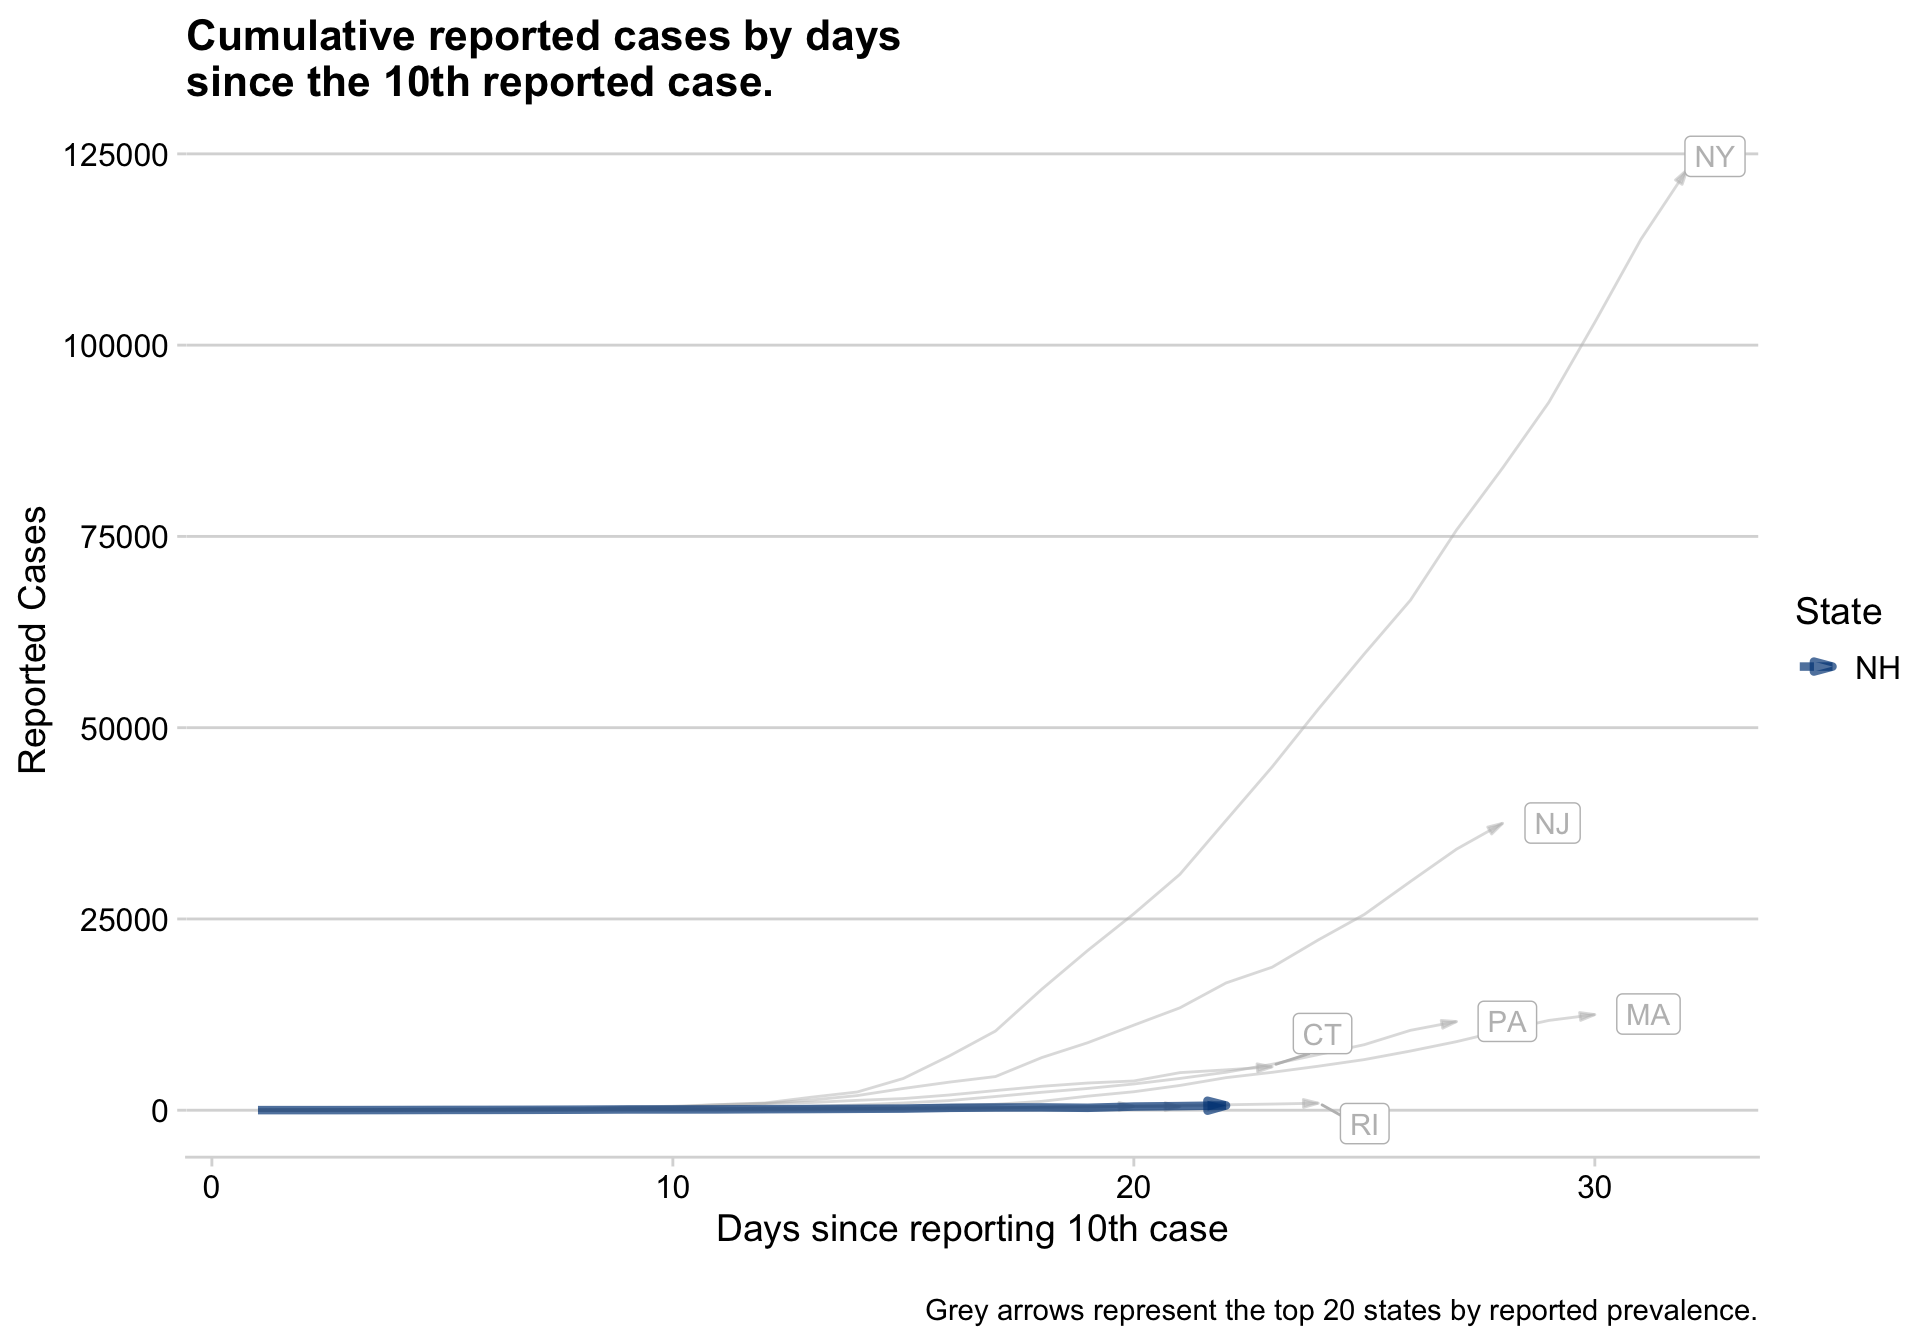 Cumulative reported cases by days
since the 10th reported case.
125000
100000
75000
50000
25000
0
Reported Cases
NY
NJ
CT
PA
MA
RI
State
NH
0 10 20 30
Days since reporting 10th case
Grey arrows represent the top 20 states by reported prevalence.